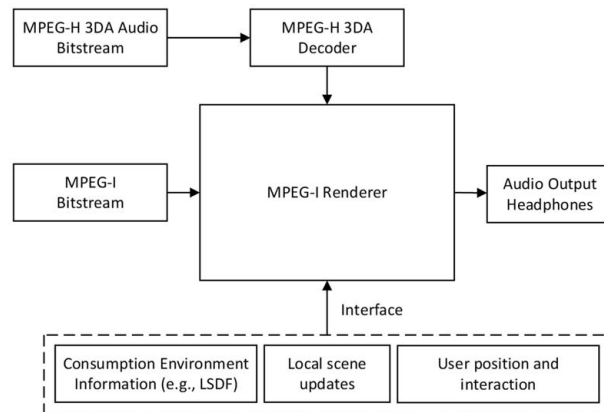 MPEG-H 3DA Audio
Bitstream
MPEG-H 3DA
Decoder
MPEG-I
Bitstream
MPEG-I Renderer
Audio Output
Headphones
Interface
Consumption Environment
Information (e.g., LSDF)
Local scene
updates
User position and
interaction